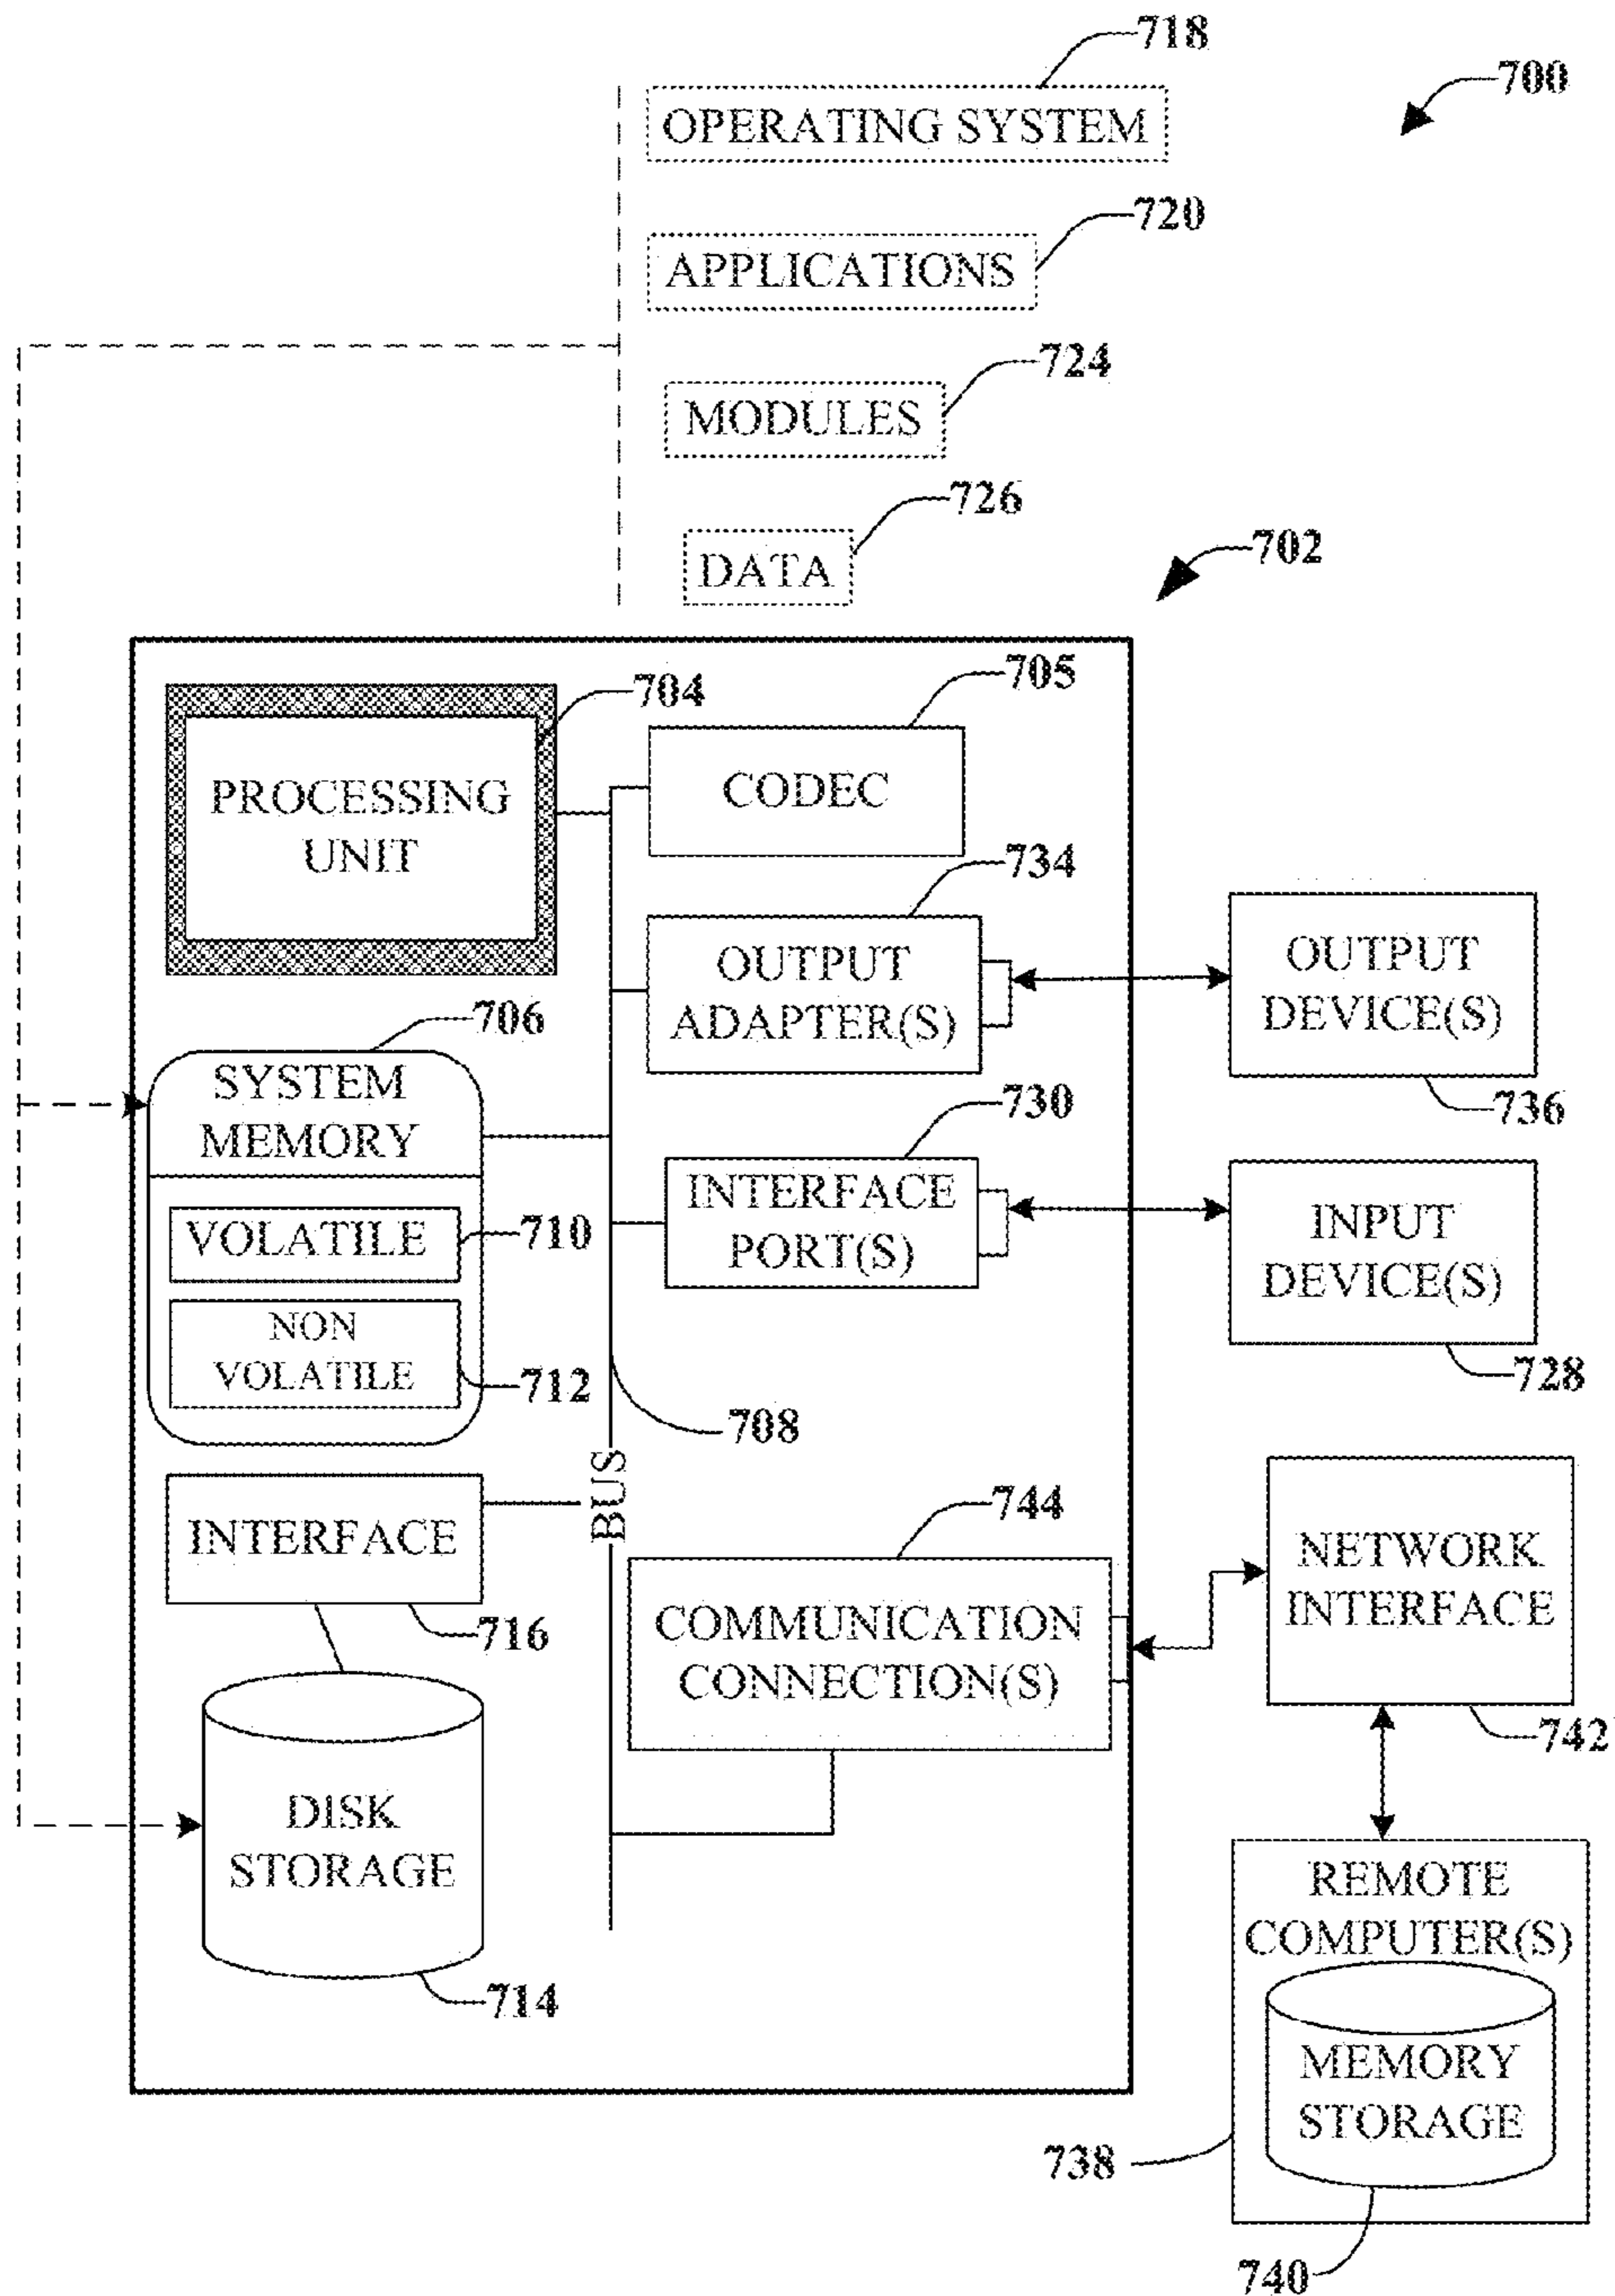 718
700
OPERATING SYSTEM
720
APPLICATIONS
724
MODULES
726
DATA
702
704
PROCESSING
UNIT
705
CODEC
734
OUTPUT
ADAPTER(S)
OUTPUT
DEVICE(S)
736
706
SYSTEM
MEMORY
VOLATILE
710
NON
VOLATILE
712
730
INTERFACE
PORT(S)
INPUT
DEVICE(S)
728
708
BUS
INTERFACE
716
744
COMMUNICATION
CONNECTION(S)
NETWORK
INTERFACE
742
DISK
STORAGE
714
REMOTE
COMPUTER(S)
MEMORY
STORAGE
738
740